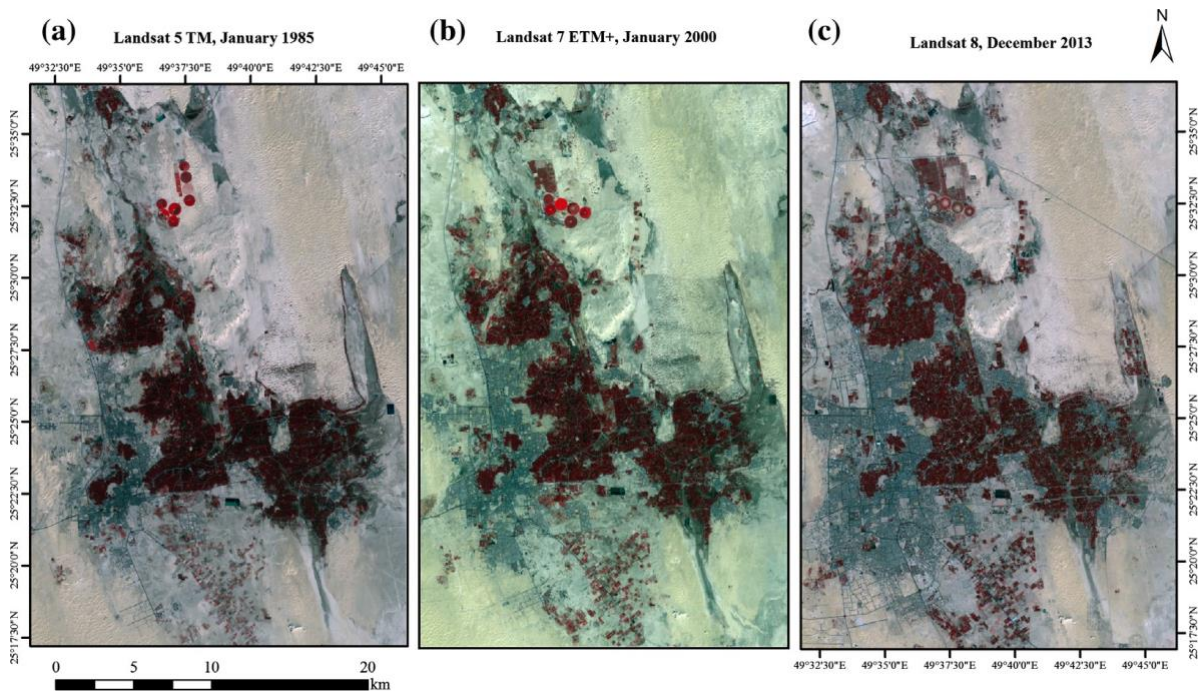 (a) (b) (c) N
Landsat 5 TM, January 1985
Landsat 7 ETM+, January 2000
Landsat 8, December 2013
49°32'30"E 49°35'0"E 49°37'30"E 49°40'0"E 49°42'30"E 49°45'0"E
25°35'0"N
25°32'30"N
25°30'0"N
25°27'30"N
25°25'0"N
25°22'30"N
25°20'0"N
25°17'30"N
25°35'0"N
25°32'30"N
25°30'0"N
25°27'30"N
25°25'0"N
25°22'30"N
25°20'0"N
25°17'30"N
49°32'30"E 49°35'0"E 49°37'30"E 49°40'0"E 49°42'30"E 49°45'0"E
0 5 10 20
km